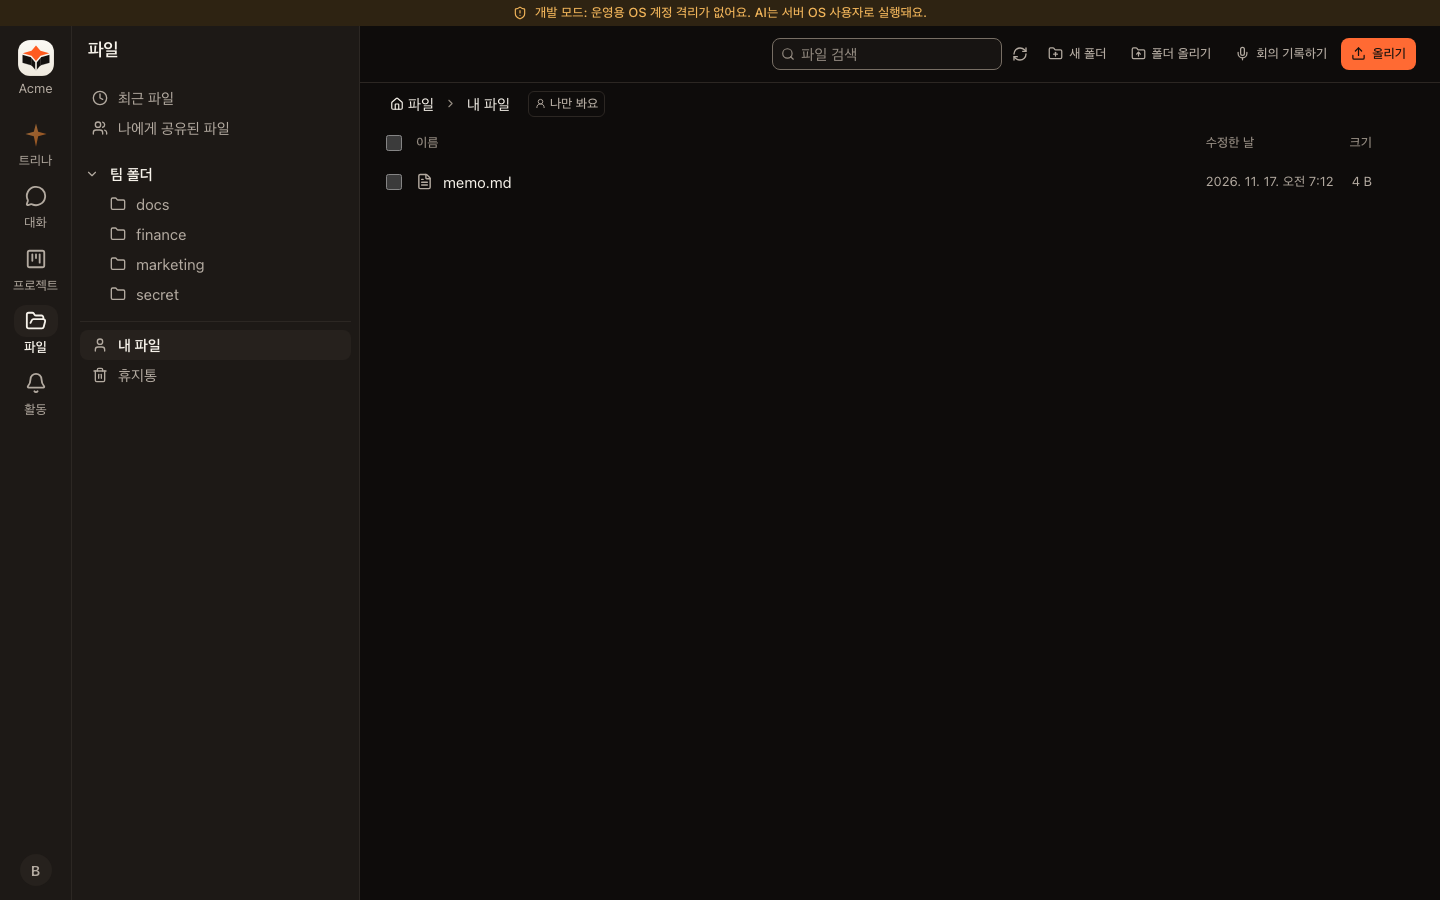 개발 모드: 운영용 OS 계정 격리가 없어요. AI는 서버 OS 사용자로 실행돼요.
Acme
트리나
대화
프로젝트
파일
활동
B
파일
최근 파일
나에게 공유된 파일
팀 폴더
docs
finance
marketing
secret
내 파일
휴지통
파일 검색
새 폴더
폴더 올리기
회의 기록하기
올리기
파일 > 내 파일 나만 봐요
이름 수정한 날 크기
memo.md 2026. 11. 17. 오전 7:12 4 B